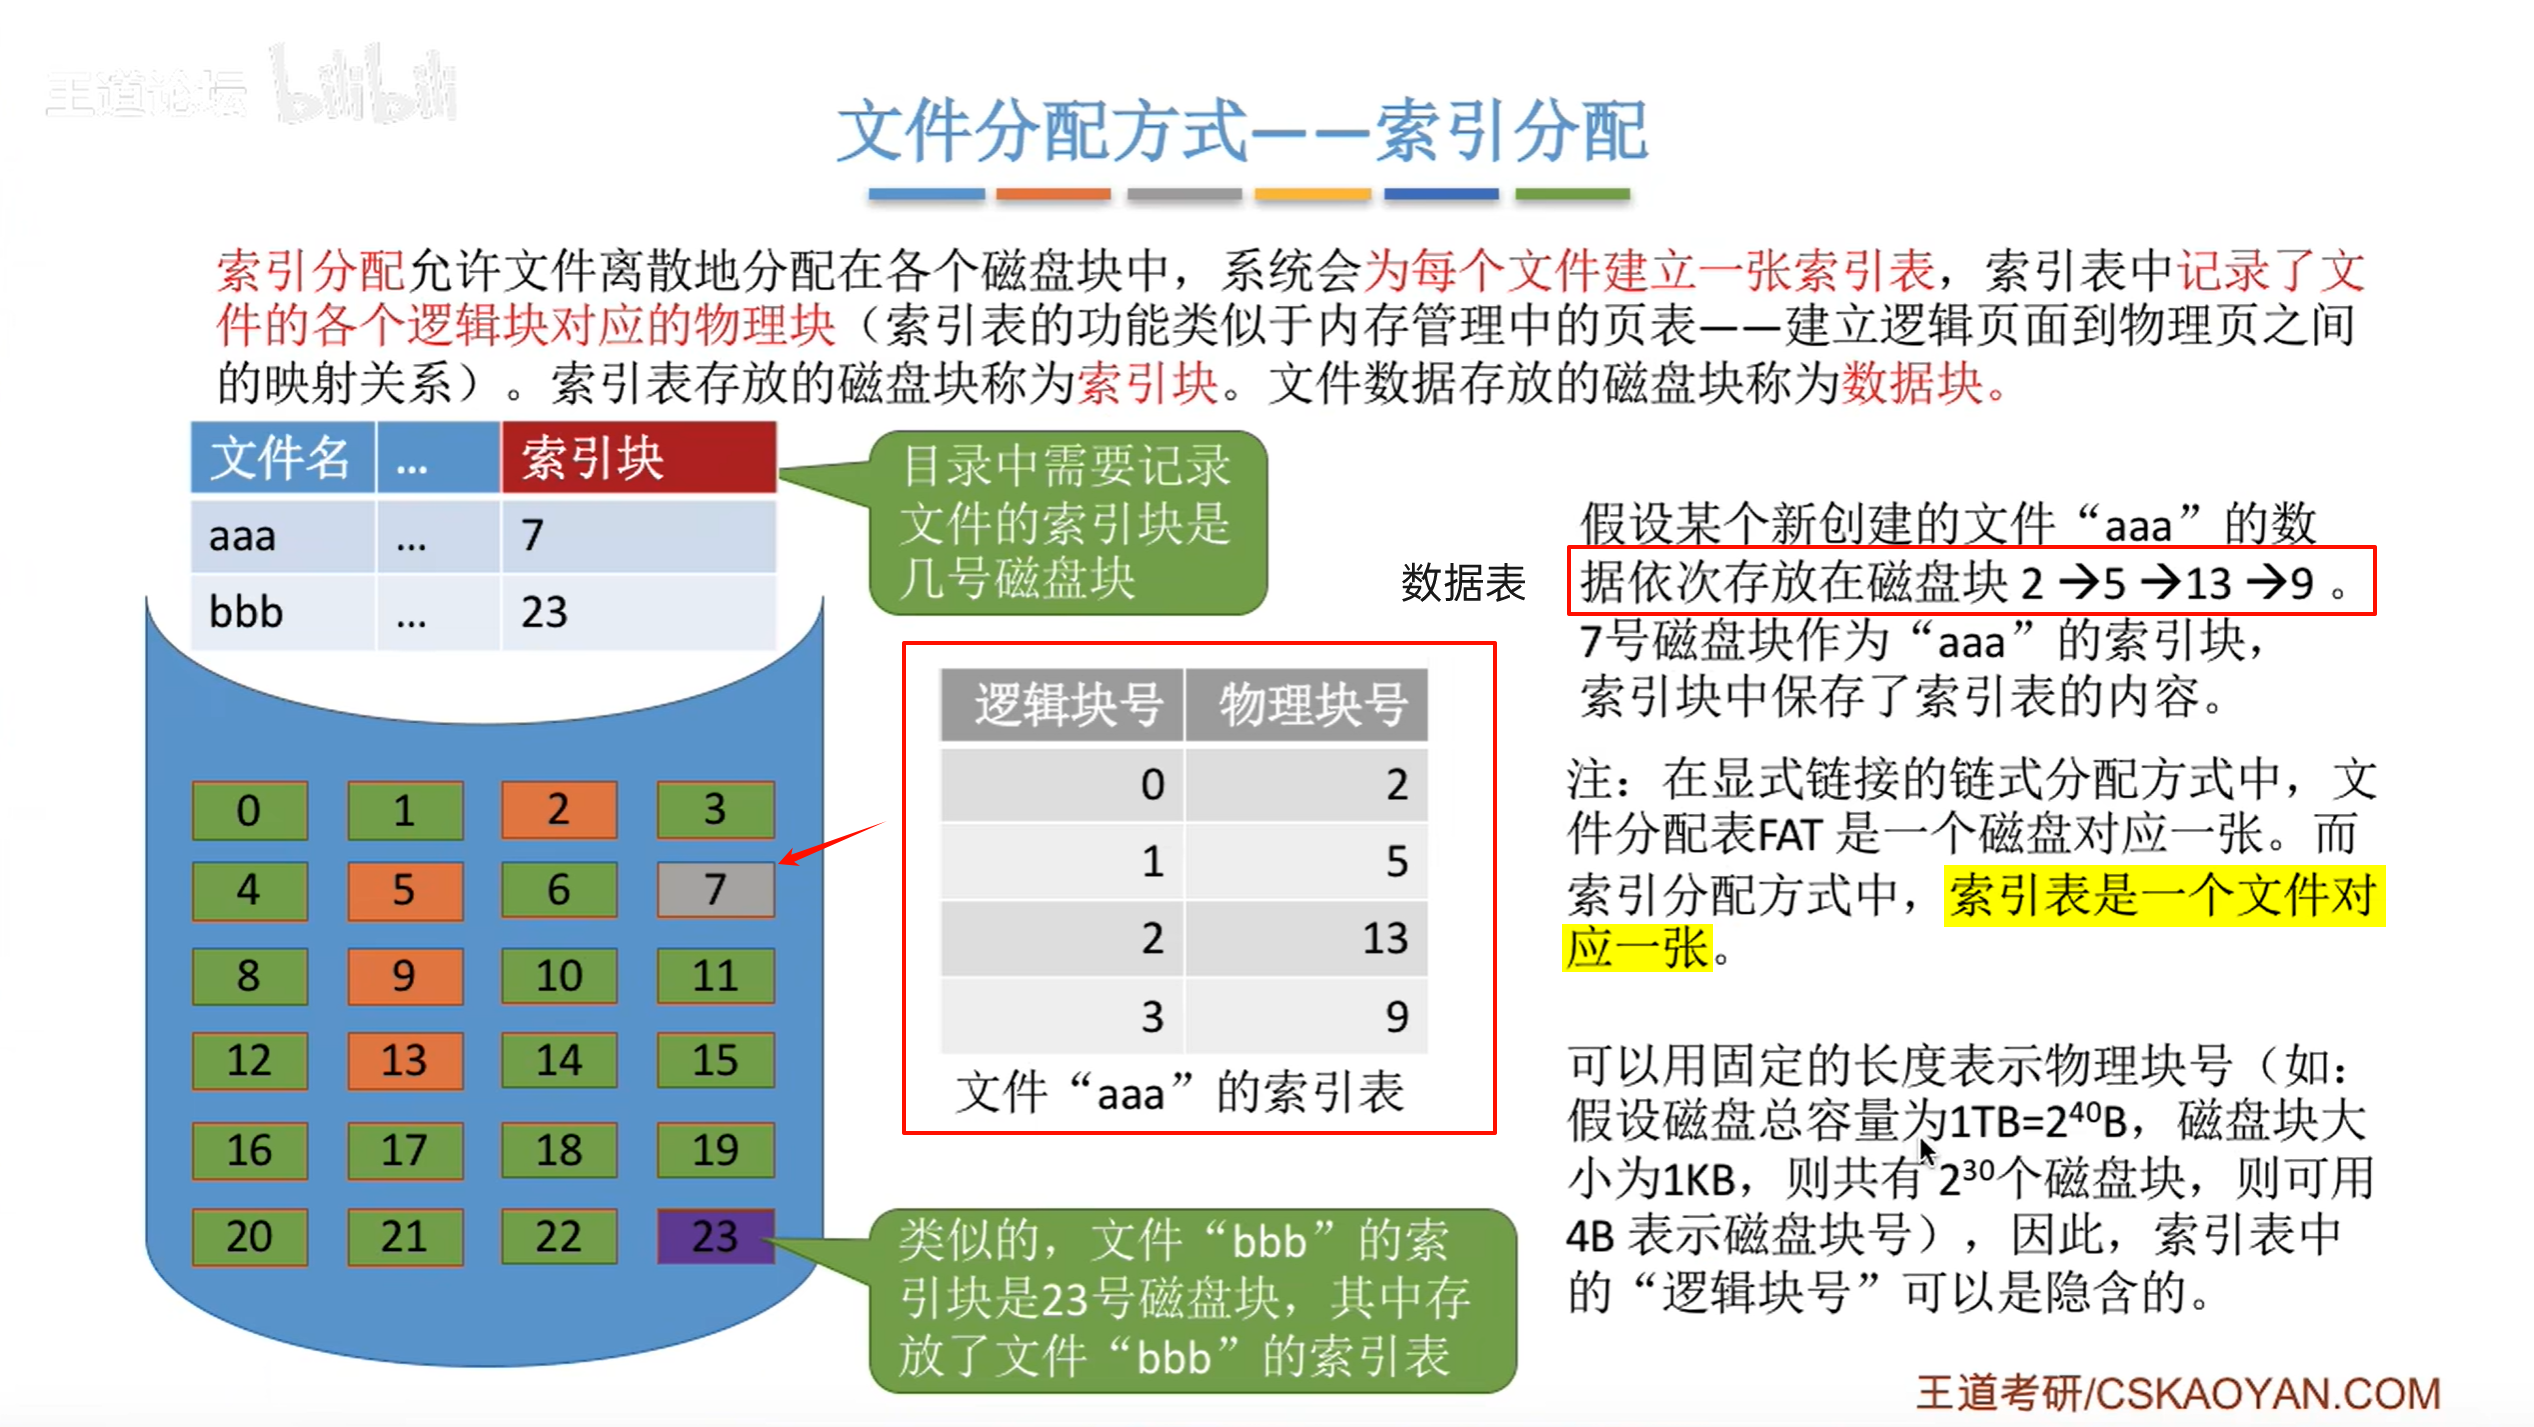 王道论坛 bilibili
文件分配方式——索引分配
索引分配允许文件离散地分配在各个磁盘块中，系统会为每个文件建立一张索引表，索引表中记录了文
件的各个逻辑块对应的物理块（索引表的功能类似于内存管理中的页表——建立逻辑页面到物理页之间
的映射关系）。索引表存放的磁盘块称为索引块。文件数据存放的磁盘块称为数据块。
文件名 ... 索引块
aaa ... 7
bbb ... 23
目录中需要记录
文件的索引块是
几号磁盘块
0 1 2 3
4 5 6 7
8 9 10 11
12 13 14 15
16 17 18 19
20 21 22 23
逻辑块号 物理块号
0 2
1 5
2 13
3 9
文件“aaa”的索引表
类似的，文件“bbb”的索
引块是23号磁盘块，其中存
放了文件“bbb”的索引表
数据表
假设某个新创建的文件“aaa”的数
据依次存放在磁盘块 2 →5 →13 →9 。
7号磁盘块作为“aaa”的索引块，
索引块中保存了索引表的内容。
注：在显式链接的链式分配方式中，文
件分配表FAT 是一个磁盘对应一张。而
索引分配方式中，索引表是一个文件对
应一张。
可以用固定的长度表示物理块号（如：
假设磁盘总容量为1TB=2⁴⁰B，磁盘块大
小为1KB，则共有 2³⁰个磁盘块，则可用
4B 表示磁盘块号），因此，索引表中
的“逻辑块号”可以是隐含的。
王道考研/CSKAOYAN.COM